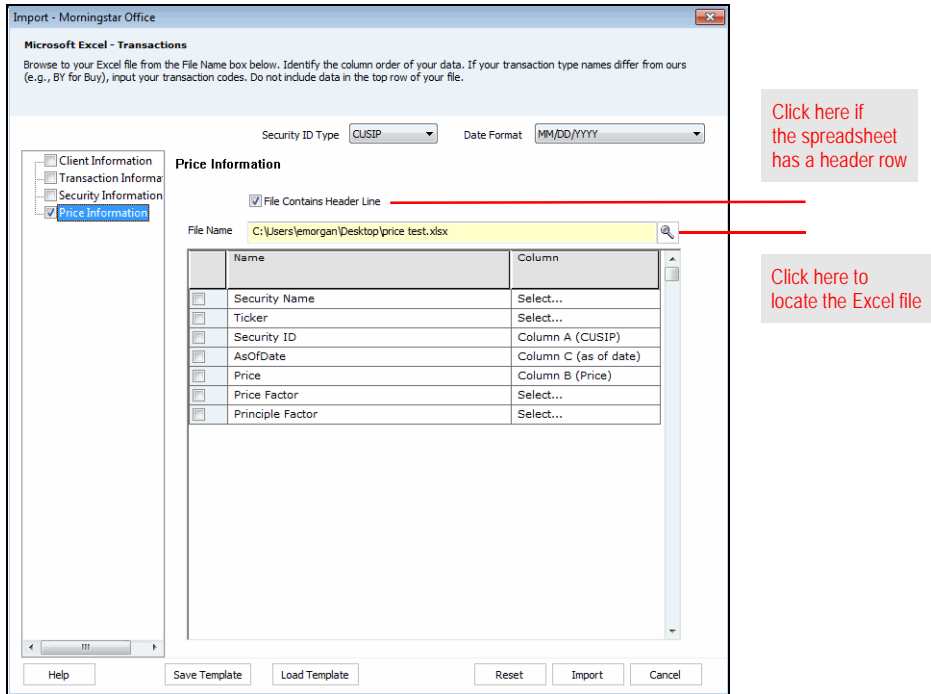 Import - Morningstar Office
Microsoft Excel - Transactions
Browse to your Excel file from the File Name box below. Identify the column order of your data. If your transaction type names differ from ours
(e.g., BY for Buy), input your transaction codes. Do not include data in the top row of your file.
Security ID Type CUSIP Date Format MM/DD/YYYY
Client Information
Transaction Informa
Security Information
Price Information
Price Information
File Contains Header Line
File Name C:\Users\emorgan\Desktop\price test.xlsx
Name Column
Security Name Select...
Ticker Select...
Security ID Column A (CUSIP)
AsOfDate Column C (as of date)
Price Column B (Price)
Price Factor Select...
Principle Factor Select...
Help Save Template Load Template Reset Import Cancel
Click here if
the spreadsheet
has a header row
Click here to
locate the Excel file